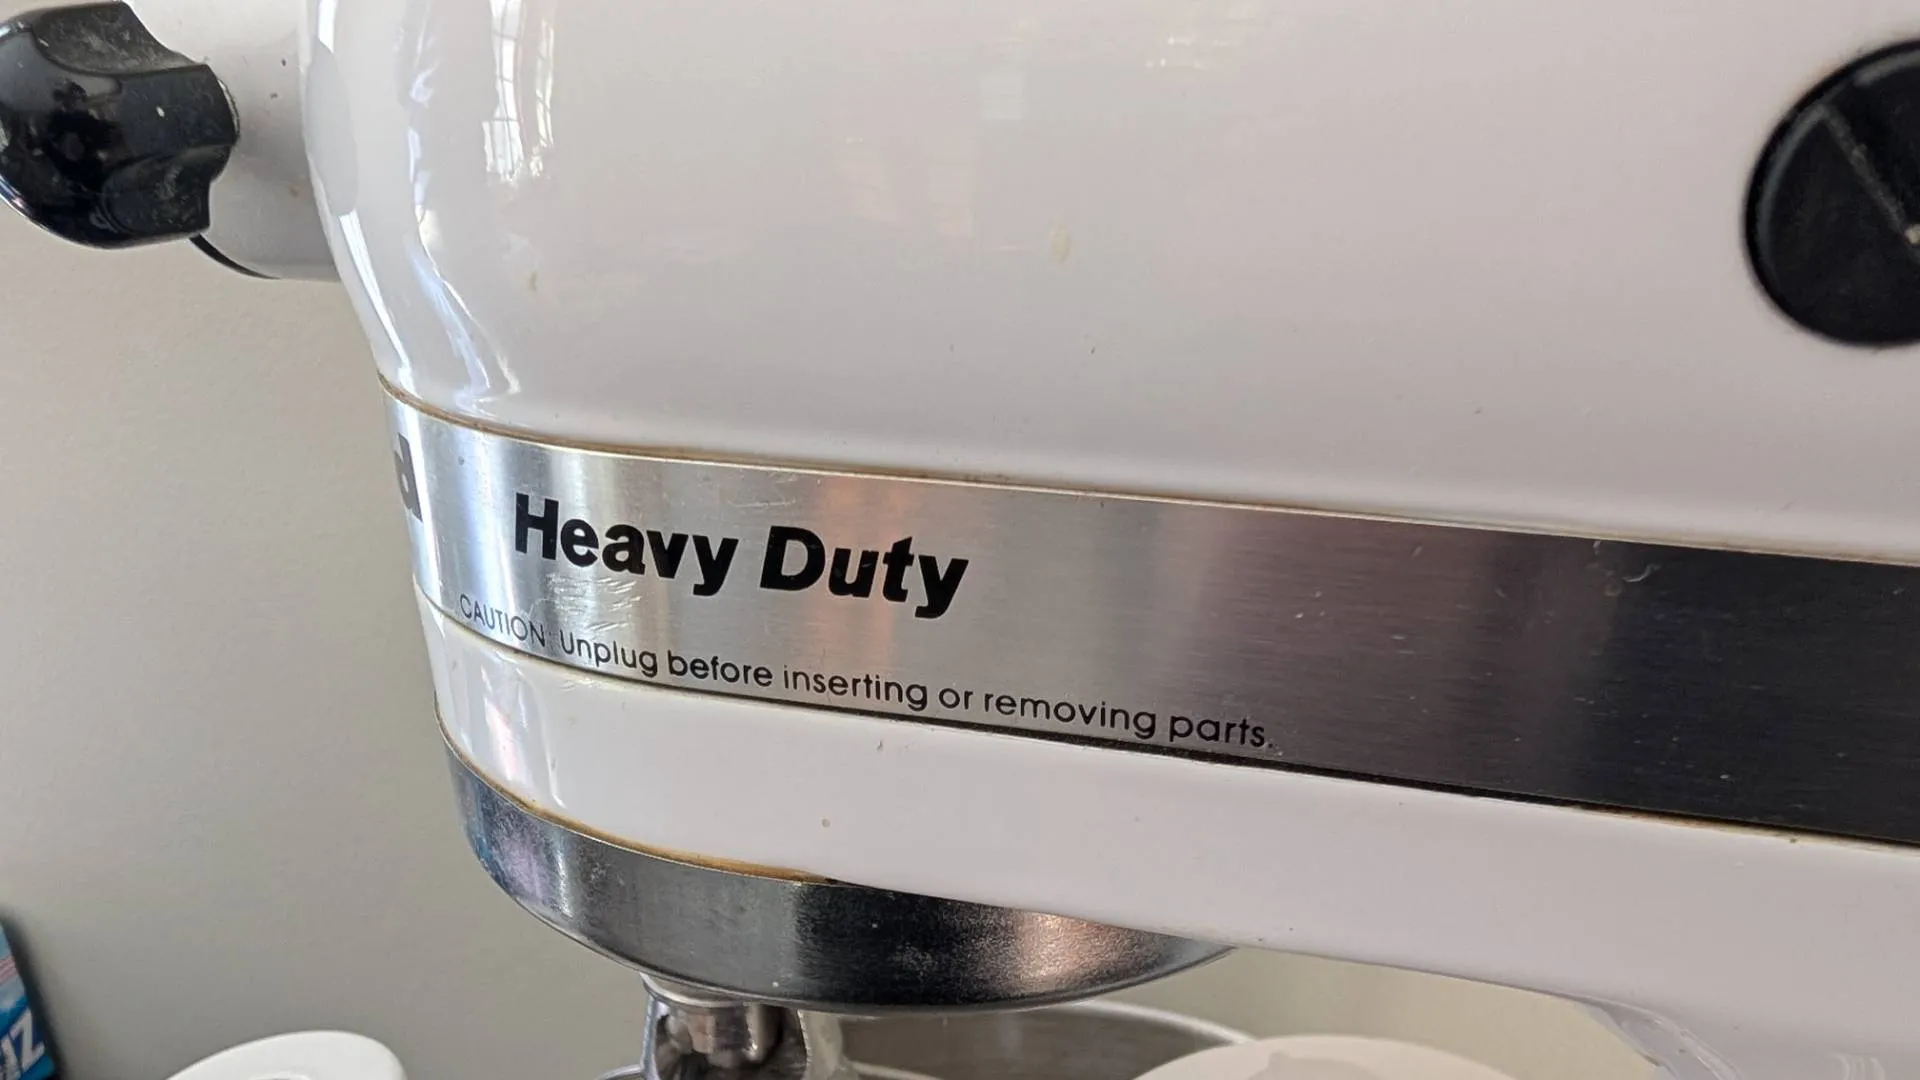 Heavy Duty
CAUTION: Unplug before inserting or removing parts.